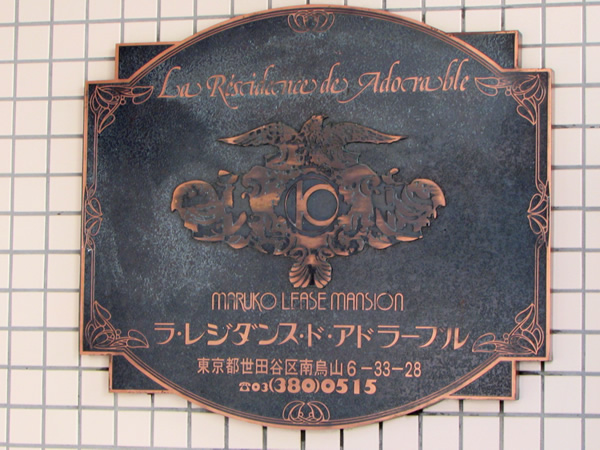 La Résidence de Adorable
MARUKO LEASE MANSION
ラ・レジダンス・ド・アドラーブル
東京都世田谷区南烏山6-33-28
☎03(380)0515